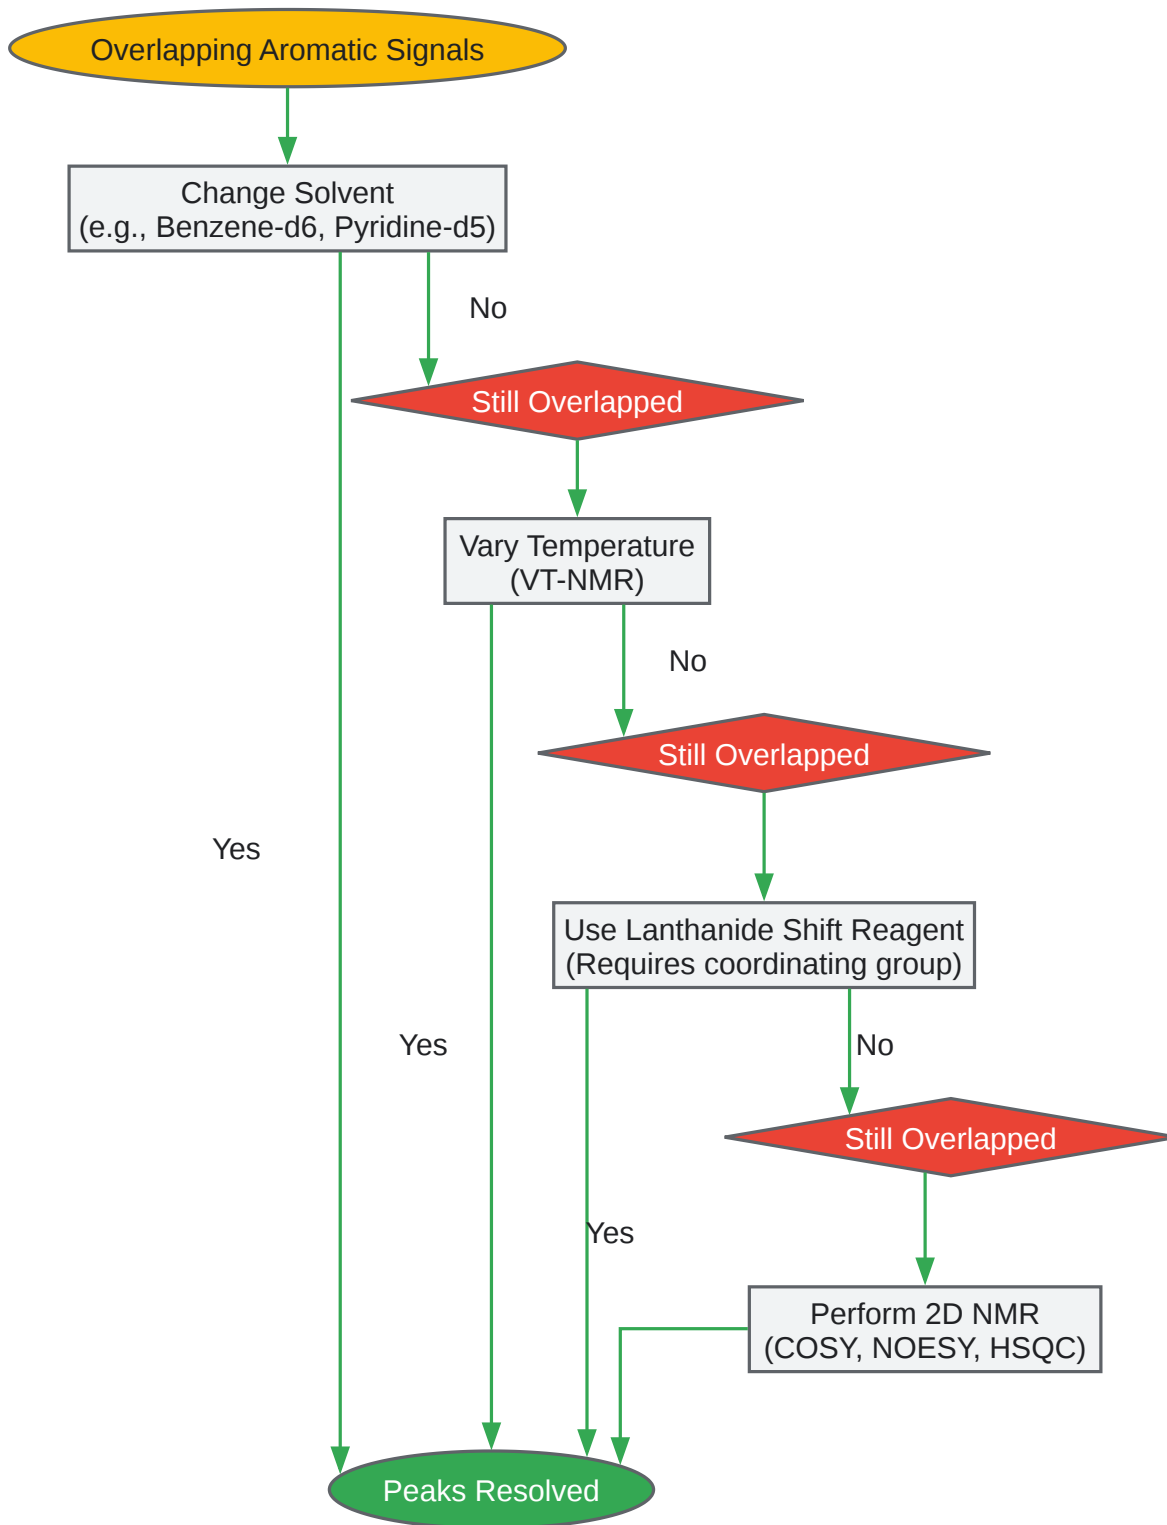 Overlapping Aromatic Signals
Change Solvent
(e.g., Benzene-d6, Pyridine-d5)
No
Still Overlapped
Vary Temperature
(VT-NMR)
No
Still Overlapped
Yes
Use Lanthanide Shift Reagent
(Requires coordinating group)
Yes
No
Still Overlapped
Yes
Perform 2D NMR
(COSY, NOESY, HSQC)
Peaks Resolved